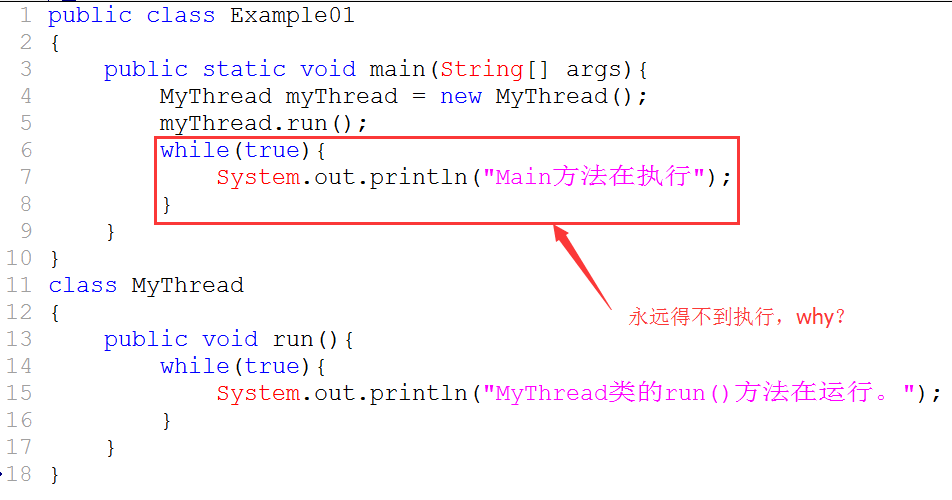 1 public class Example01
2 {
3     public static void main(String[] args){
4         MyThread myThread = new MyThread();
5         myThread.run();
6         while(true){
7             System.out.println("Main方法在执行");
8         }
9     }
10 }
11 class MyThread
12 {
13     public void run(){
14         while(true){
15             System.out.println("MyThread类的run()方法在运行。");
16         }
17     }
18 }
永远得不到执行，why?